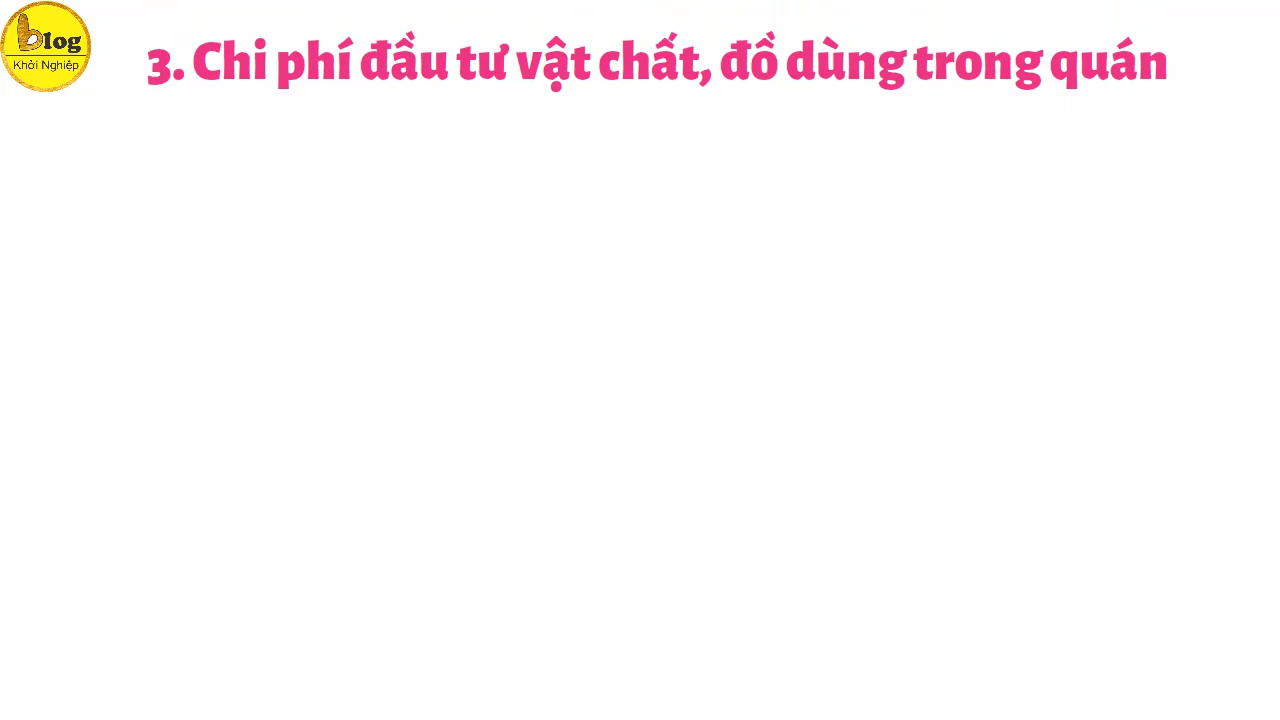 blog
Khởi Nghiệp
3. Chi phí đầu tư vật chất, đồ dùng trong quán